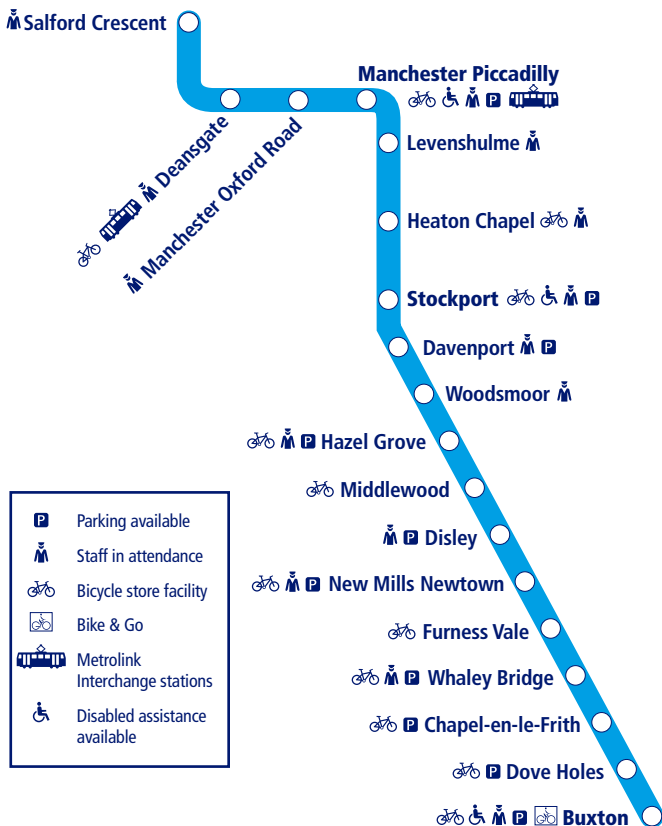 Salford Crescent
Manchester Piccadilly
P
Deansgate
Manchester Oxford Road
Levenshulme
Heaton Chapel
Stockport P
Davenport P
Woodsmoor
P Hazel Grove
Middlewood
P Disley
P New Mills Newtown
Furness Vale
P Whaley Bridge
P Chapel-en-le-Frith
P Dove Holes
P Buxton
P Parking available
Staff in attendance
Bicycle store facility
Bike & Go
Metrolink
Interchange stations
Disabled assistance
available